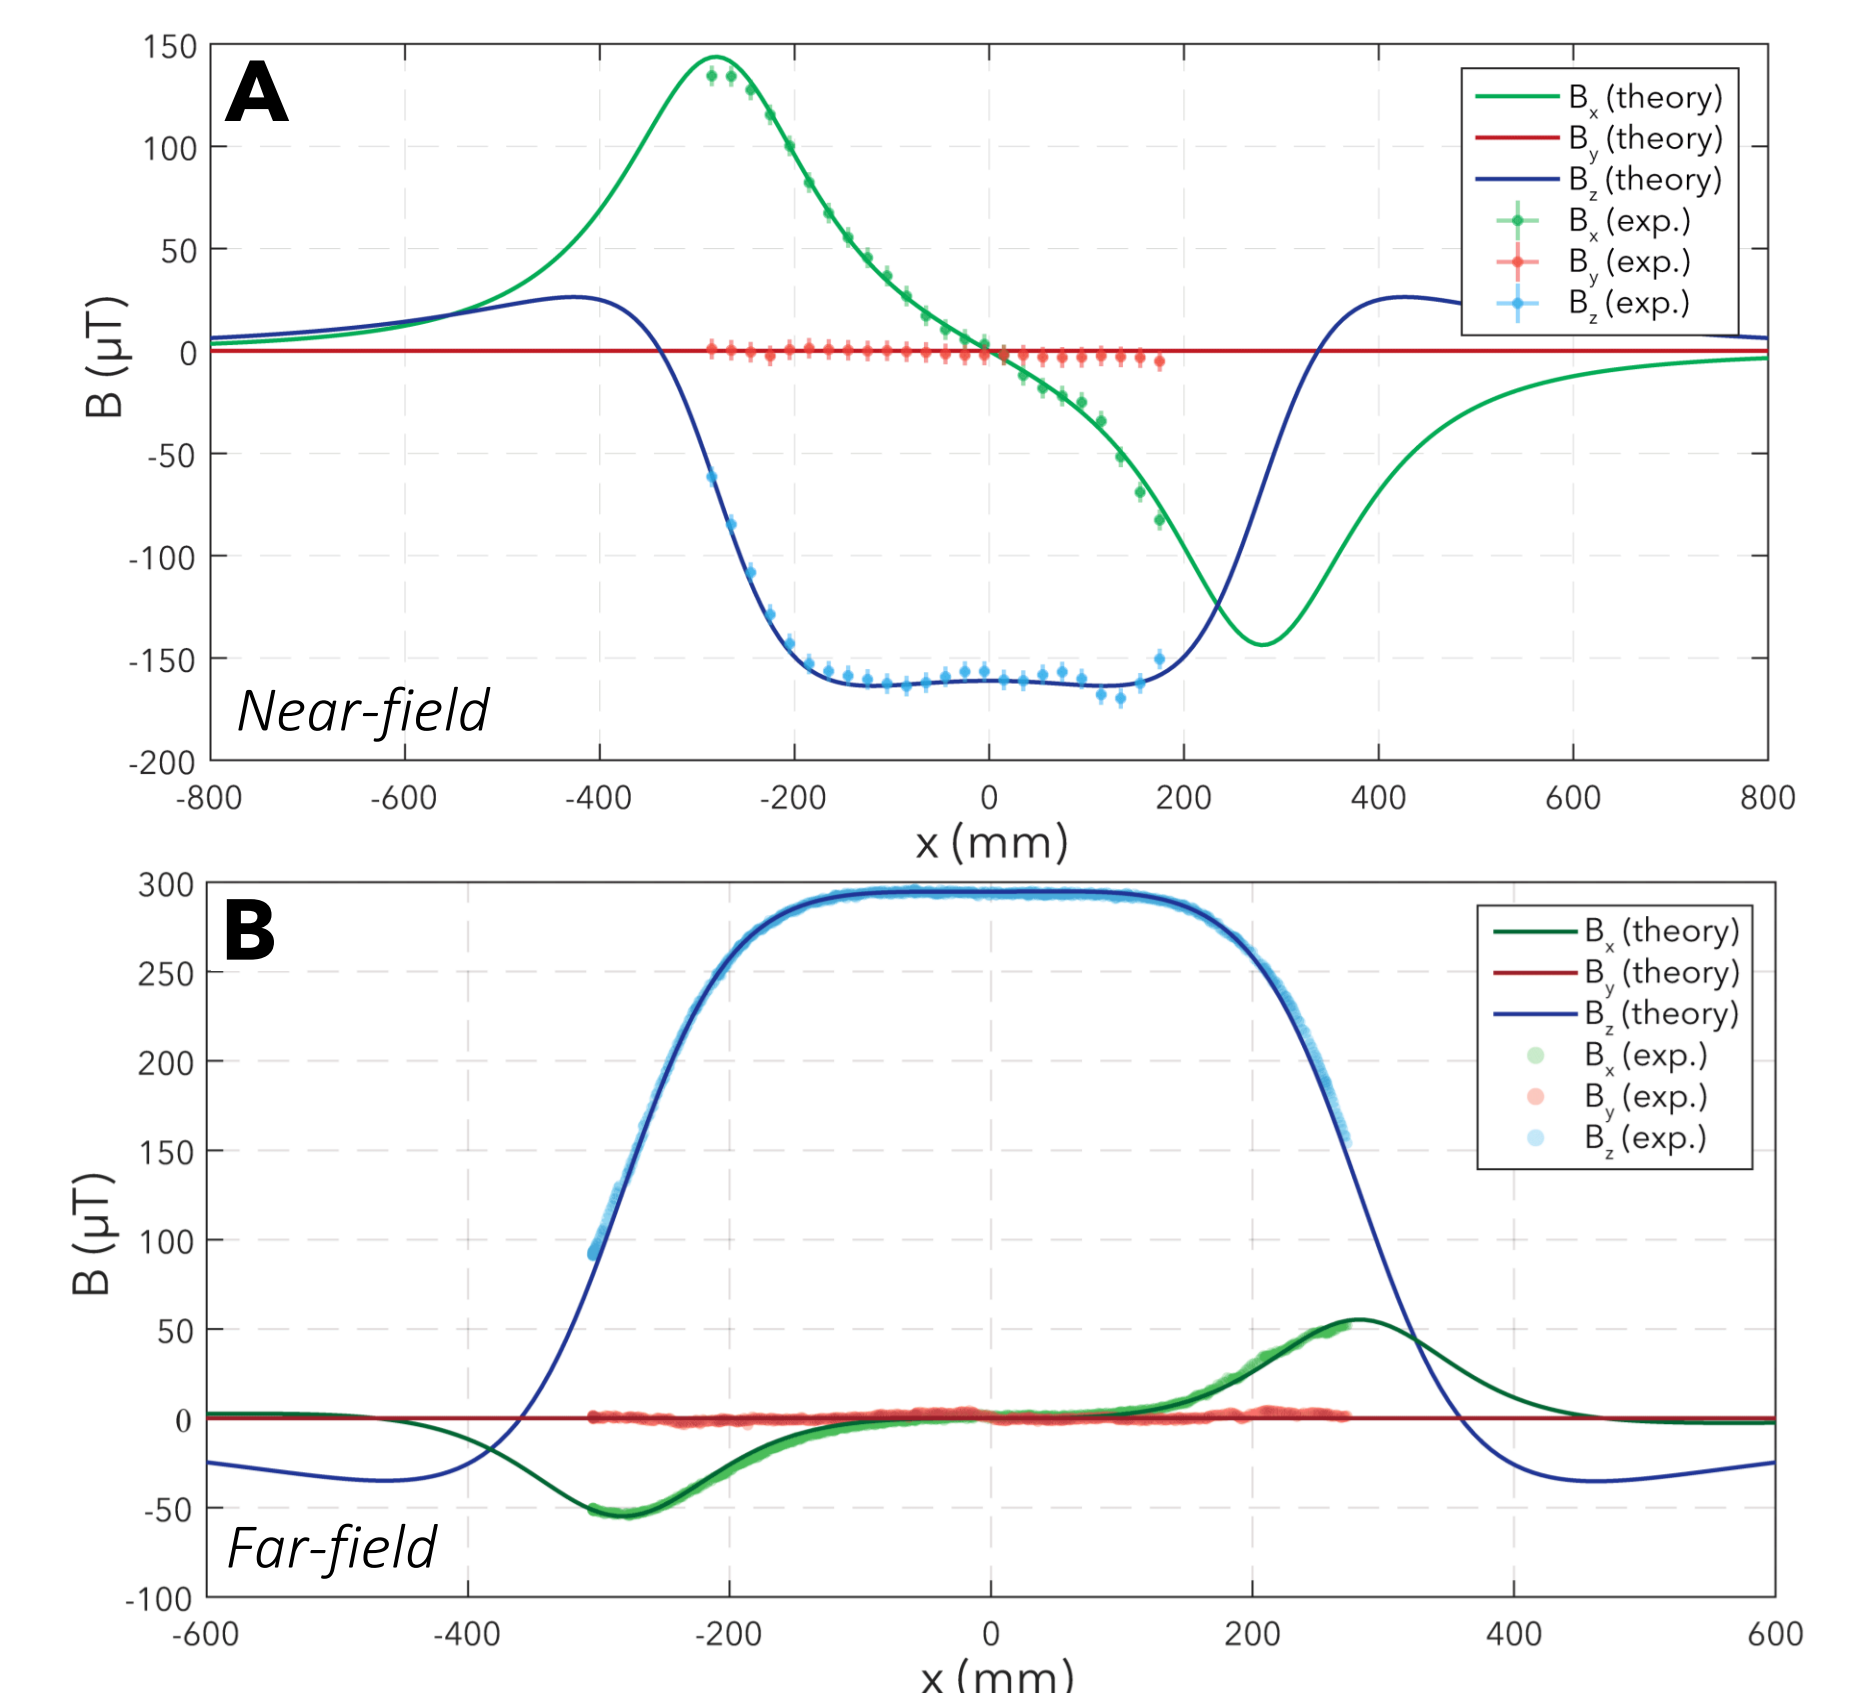 A
150
100
50
0
-50
-100
-150
-200
B (μT)
Bx (theory)
By (theory)
Bz (theory)
Bx (exp.)
By (exp.)
Bz (exp.)
Near-field
-800 -600 -400 -200 0 200 400 600 800
x (mm)
B
300
250
200
150
100
50
0
-50
-100
B (μT)
Bx (theory)
By (theory)
Bz (theory)
Bx (exp.)
By (exp.)
Bz (exp.)
Far-field
-600 -400 -200 0 200 400 600
x (mm)